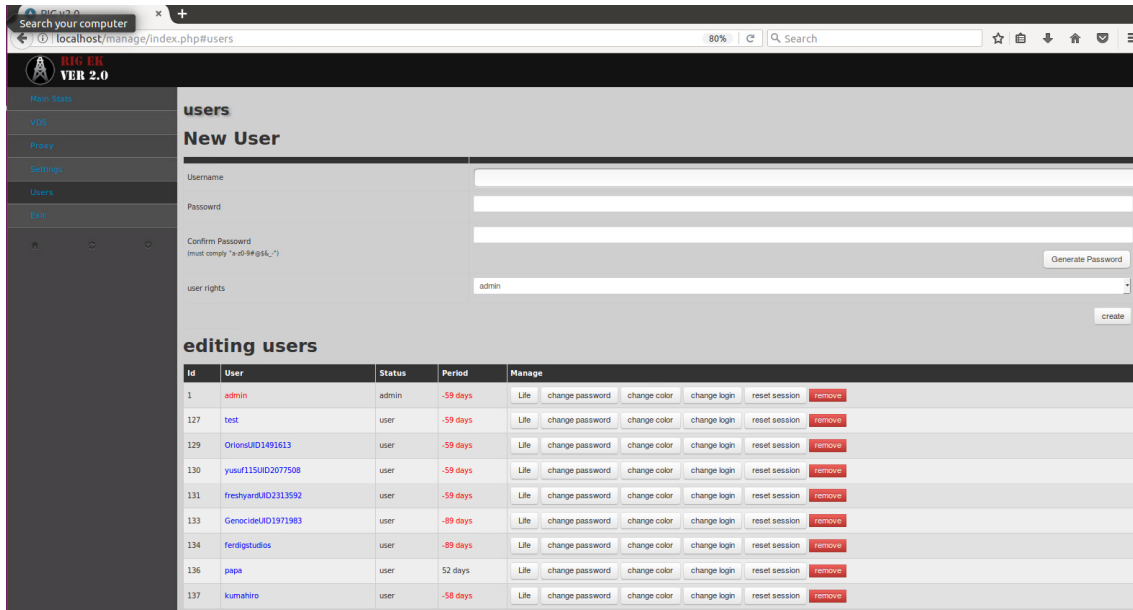 RIG v2.0
Search your computer
localhost/manage/index.php#users
80%
Search
RIG EK
VER 2.0
Main Stats
VDS
Proxy
Settings
Users
Exit
users
New User
Username
Passowrd
Confirm Passowrd
(must comply "a-z0-9#@$&_-")
Generate Password
user rights
admin
create
editing users
Id User Status Period Manage
1 admin admin -59 days Life change password change color change login reset session remove
127 test user -59 days Life change password change color change login reset session remove
129 OrionsUID1491613 user -59 days Life change password change color change login reset session remove
130 yusuf115UID2077508 user -59 days Life change password change color change login reset session remove
131 freshyardUID2313592 user -59 days Life change password change color change login reset session remove
133 GenocideUID1971983 user -89 days Life change password change color change login reset session remove
134 ferdigstudios user -89 days Life change password change color change login reset session remove
136 papa user 52 days Life change password change color change login reset session remove
137 kumahiro user -58 days Life change password change color change login reset session remove